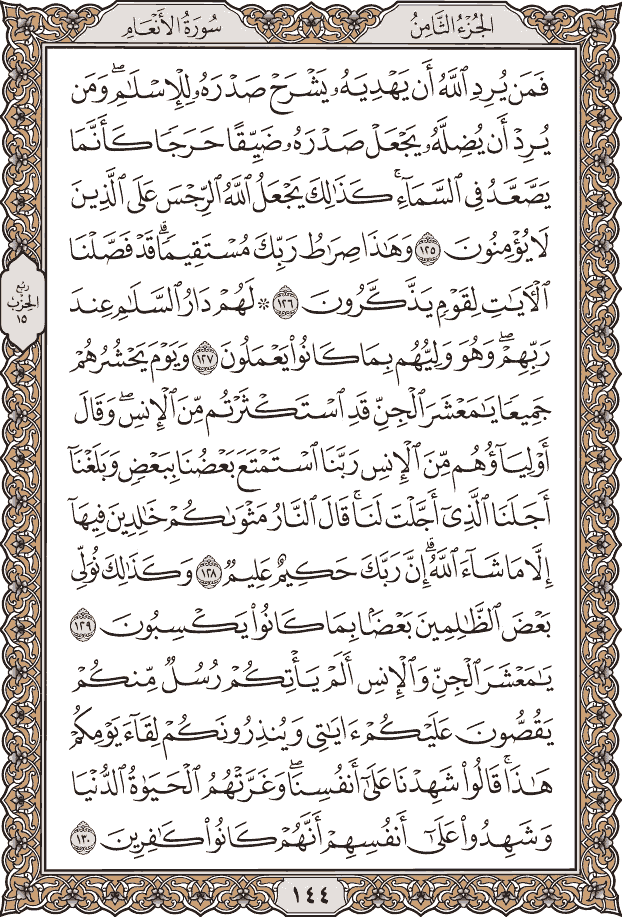 الجُزْءُ الثَّامِنُ
سُورَةُ الأَنْعَامِ
فَمَن يُرِدِ ٱللَّهُ أَن يَهْدِيَهُۥ يَشْرَحْ صَدْرَهُۥ لِلْإِسْلَٰمِۖ وَمَن
يُرِدْ أَن يُضِلَّهُۥ يَجْعَلْ صَدْرَهُۥ ضَيِّقًا حَرَجًا كَأَنَّمَا
يَصَّعَّدُ فِي ٱلسَّمَآءِۚ كَذَٰلِكَ يَجْعَلُ ٱللَّهُ ٱلرِّجْسَ عَلَى ٱلَّذِينَ
لَا يُؤْمِنُونَ ١٢٥ وَهَٰذَا صِرَٰطُ رَبِّكَ مُسْتَقِيمًاۗ قَدْ فَصَّلْنَا
ٱلْأٓيَٰتِ لِقَوْمٍ يَذَّكَّرُونَ ١٢٦ ۞ لَهُمْ دَارُ ٱلسَّلَٰمِ عِندَ
رَبِّهِمْۖ وَهُوَ وَلِيُّهُم بِمَا كَانُوا۟ يَعْمَلُونَ ١٢٧ وَيَوْمَ يَحْشُرُهُمْ
جَمِيعًا يَٰمَعْشَرَ ٱلْجِنِّ قَدِ ٱسْتَكْثَرْتُم مِّنَ ٱلْإِنسِۖ وَقَالَ
أَوْلِيَآؤُهُم مِّنَ ٱلْإِنسِ رَبَّنَا ٱسْتَمْتَعَ بَعْضُنَا بِبَعْضٍ وَبَلَغْنَآ
أَجَلَنَا ٱلَّذِيٓ أَجَّلْتَ لَنَاۚ قَالَ ٱلنَّارُ مَثْوَىٰكُمْ خَٰلِدِينَ فِيهَآ
إِلَّا مَا شَآءَ ٱللَّهُۗ إِنَّ رَبَّكَ حَكِيمٌ عَلِيمٌ ١٢٨ وَكَذَٰلِكَ نُوَلِّي
بَعْضَ ٱلظَّٰلِمِينَ بَعْضًۢا بِمَا كَانُوا۟ يَكْسِبُونَ ١٢٩
يَٰمَعْشَرَ ٱلْجِنِّ وَٱلْإِنسِ أَلَمْ يَأْتِكُمْ رُسُلٌ مِّنكُمْ
يَقُصُّونَ عَلَيْكُمْ ءَايَٰتِي وَيُنذِرُونَكُمْ لِقَآءَ يَوْمِكُمْ
هَٰذَاۚ قَالُوا۟ شَهِدْنَا عَلَىٰٓ أَنفُسِنَاۖ وَغَرَّتْهُمُ ٱلْحَيَوٰةُ ٱلدُّنْيَا
وَشَهِدُوا۟ عَلَىٰٓ أَنفُسِهِمْ أَنَّهُمْ كَانُوا۟ كَٰفِرِينَ ١٣٠
رُبْع
الحِزْب
١٥
١٤٤